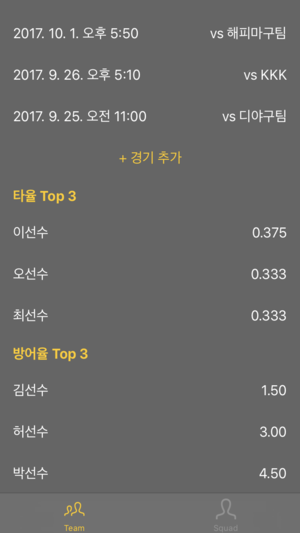 2017. 10. 1. 오후 5:50 vs 해피마구팀
2017. 9. 26. 오후 5:10 vs KKK
2017. 9. 25. 오전 11:00 vs 디야구팀
+ 경기 추가
타율 Top 3
이선수 0.375
오선수 0.333
최선수 0.333
방어율 Top 3
김선수 1.50
허선수 3.00
박선수 4.50
Team Squad